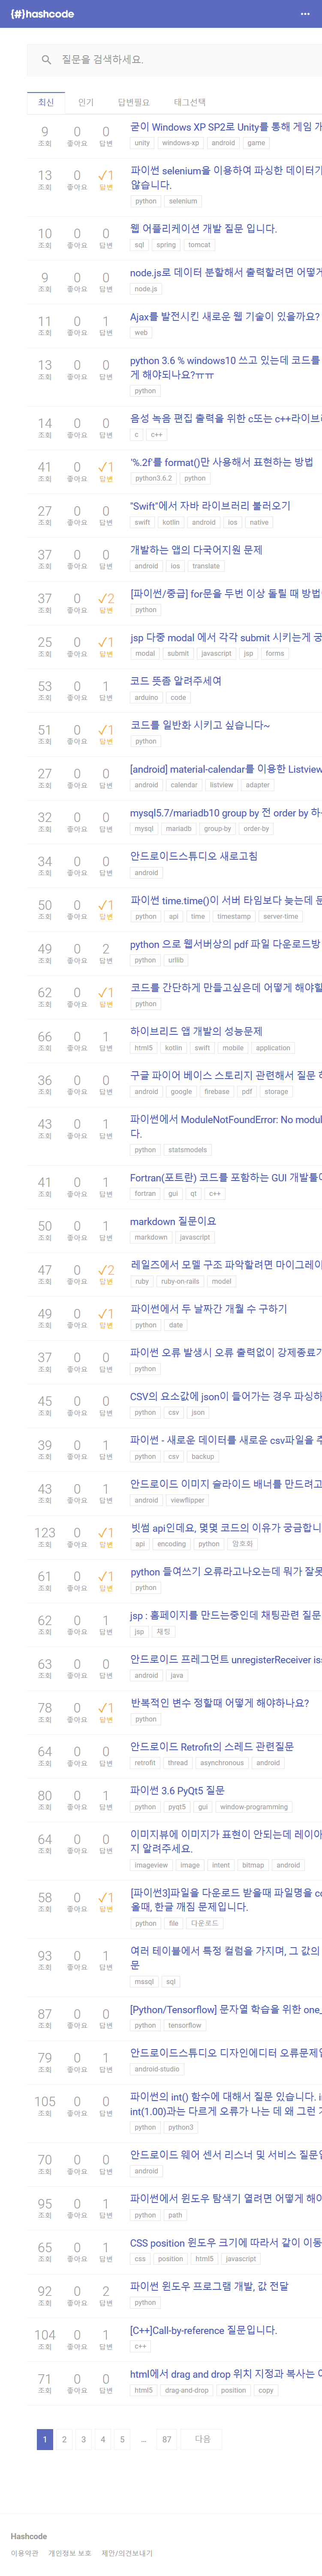 {#}hashcode
질문을 검색하세요.
최신 인기 답변필요 태그선택
9 0 0 굳이 Windows XP SP2로 Unity를 통해 게임
조회 좋아요 답변 unity windows-xp android game
13 0 ✓1 파이썬 selenium을 이용하여 파싱한 데이터가
않습니다.
조회 좋아요 답변
python selenium
10 0 0 웹 어플리케이션 개발 질문 입니다.
조회 좋아요 답변 sql spring tomcat
9 0 0 node.js로 데이터 분할해서 출력할려면 어떻게
조회 좋아요 답변 node.js
11 0 1 Ajax를 발전시킨 새로운 웹 기술이 있을까요?
조회 좋아요 답변 web
13 0 0 python 3.6 % windows10 쓰고 있는데 코드를
게 해야되나요?ㅠㅠ
조회 좋아요 답변
python
14 0 0 음성 녹음 편집 출력을 위한 c또는 c++라이브
조회 좋아요 답변 c c++
41 0 ✓1 '%.2f'를 format()만 사용해서 표현하는 방법
조회 좋아요 답변 python3.6.2 python
27 0 0 "Swift"에서 자바 라이브러리 불러오기
조회 좋아요 답변 swift kotlin android ios native
37 0 0 개발하는 앱의 다국어지원 문제
조회 좋아요 답변 android ios translate
37 0 ✓2 [파이썬/중급] for문을 두번 이상 돌릴 때 방법
조회 좋아요 답변 python
25 0 ✓1 jsp 다중 modal 에서 각각 submit 시키는게 궁
조회 좋아요 답변 modal submit javascript jsp forms
53 0 1 코드 뜻좀 알려주세여
조회 좋아요 답변 arduino code
51 0 ✓1 코드를 일반화 시키고 싶습니다~
조회 좋아요 답변 python
27 0 0 [android] material-calendar를 이용한 Listview
조회 좋아요 답변 android calendar listview adapter
32 0 0 mysql5.7/mariadb10 group by 전 order by 하
조회 좋아요 답변 mysql mariadb group-by order-by
34 0 0 안드로이드스튜디오 새로고침
조회 좋아요 답변 android
50 0 ✓1 파이썬 time.time()이 서버 타임보다 늦는데 문
조회 좋아요 답변 python api time timestamp server-time
49 0 2 python 으로 웹서버상의 pdf 파일 다운로드방
조회 좋아요 답변 python urllib
62 0 ✓1 코드를 간단하게 만들고싶은데 어떻게 해야할
조회 좋아요 답변 python
66 0 1 하이브리드 앱 개발의 성능문제
조회 좋아요 답변 html5 kotlin swift mobile application
36 0 0 구글 파이어 베이스 스토리지 관련해서 질문
조회 좋아요 답변 android google firebase pdf storage
43 0 1 파이썬에서 ModuleNotFoundError: No modul
다.
조회 좋아요 답변
python statsmodels
41 0 1 Fortran(포트란) 코드를 포함하는 GUI 개발툴
조회 좋아요 답변 fortran gui qt c++
50 0 1 markdown 질문이요
조회 좋아요 답변 markdown javascript
47 0 ✓2 레일즈에서 모델 구조 파악할려면 마이그레이
조회 좋아요 답변 ruby ruby-on-rails model
49 0 ✓1 파이썬에서 두 날짜간 개월 수 구하기
조회 좋아요 답변 python date
37 0 0 파이썬 오류 발생시 오류 출력없이 강제종료
조회 좋아요 답변 python
45 0 0 CSV의 요소값에 json이 들어가는 경우 파싱하
조회 좋아요 답변 python csv json
39 0 1 파이썬 - 새로운 데이터를 새로운 csv파일을 추
조회 좋아요 답변 python csv backup
43 0 1 안드로이드 이미지 슬라이드 배너를 만드려고
조회 좋아요 답변 android viewflipper
123 0 ✓1 빗썸 api인데요, 몇몇 코드의 이유가 궁금합니
조회 좋아요 답변 api encoding python 암호화
61 0 ✓1 python 들여쓰기 오류라고나오는데 뭐가 잘못
조회 좋아요 답변 python
62 0 1 jsp : 홈페이지를 만드는중인데 채팅관련 질문
조회 좋아요 답변 jsp 채팅
63 0 0 안드로이드 프레그먼트 unregisterReceiver iss
조회 좋아요 답변 android java
78 0 ✓1 반복적인 변수 정할때 어떻게 해야하나요?
조회 좋아요 답변 python
64 0 0 안드로이드 Retrofit의 스레드 관련질문
조회 좋아요 답변 retrofit thread asynchronous android
80 0 1 파이썬 3.6 PyQt5 질문
조회 좋아요 답변 python pyqt5 gui window-programming
64 0 0 이미지뷰에 이미지가 표현이 안되는데 레이아
지 알려주세요.
조회 좋아요 답변
imageview image intent bitmap android
58 0 ✓1 [파이썬3]파일을 다운로드 받을때 파일명을
올때, 한글 깨짐 문제입니다.
조회 좋아요 답변
python file 다운로드
93 0 1 여러 테이블에서 특정 컬럼을 가지며, 그 값의
문
조회 좋아요 답변
mssql sql
87 0 0 [Python/Tensorflow] 문자열 학습을 위한 one_
조회 좋아요 답변 python tensorflow
79 0 1 안드로이드스튜디오 디자인에디터 오류문제
조회 좋아요 답변 android-studio
105 0 0 파이썬의 int() 함수에 대해서 질문 있습니다.
int(1.00)과는 다르게 오류가 나는 데 왜 그런
조회 좋아요 답변
python python3
70 0 0 안드로이드 웨어 센서 리스너 및 서비스 질문
조회 좋아요 답변 android
95 0 1 파이썬에서 윈도우 탐색기 열려면 어떻게 해야
조회 좋아요 답변 python path
65 0 1 CSS position 윈도우 크기에 따라서 같이 이동
조회 좋아요 답변 css position html5 javascript
92 0 2 파이썬 윈도우 프로그램 개발, 값 전달
조회 좋아요 답변 python
104 0 1 [C++]Call-by-reference 질문입니다.
조회 좋아요 답변 c++
71 0 0 html에서 drag and drop 위치 지정과 복사는
조회 좋아요 답변 html5 drag-and-drop position copy
1 2 3 4 5 ... 87 다음
Hashcode
이용약관 개인정보 보호 제안/의견보내기